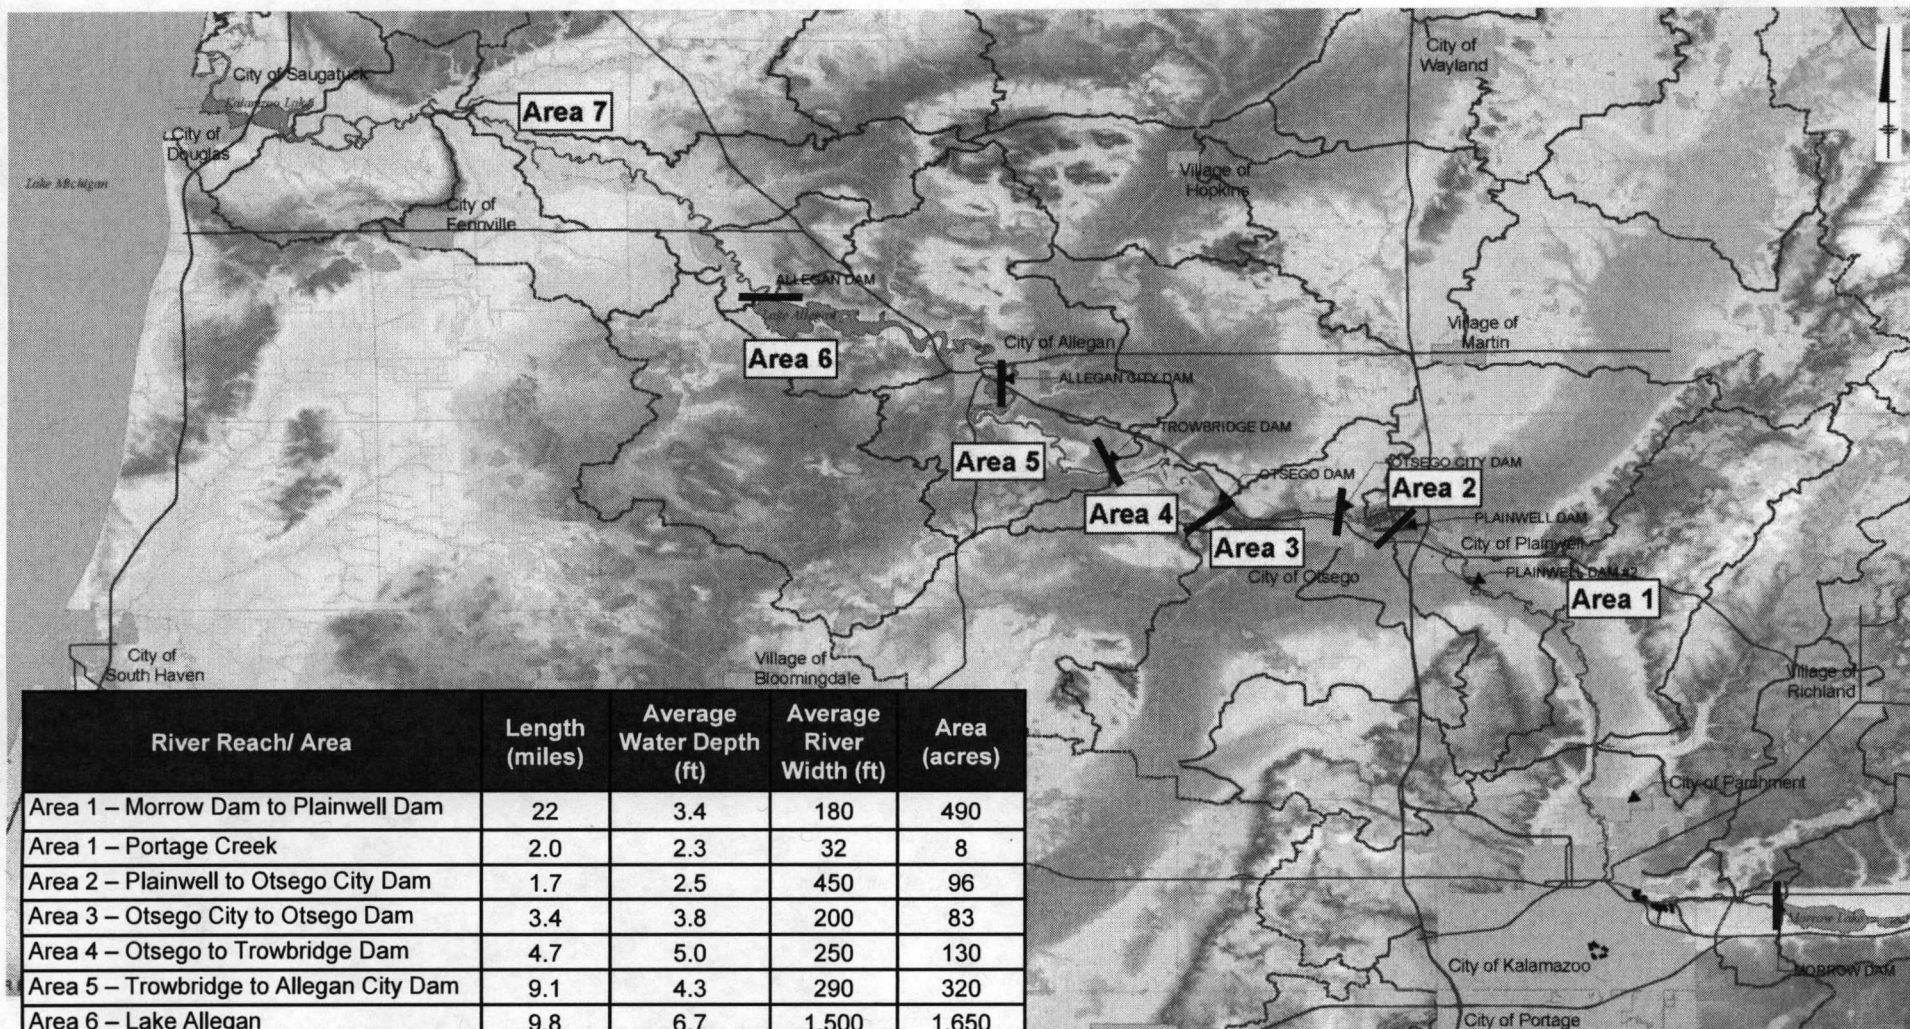 City of
Wayland
City of Saugatuck
Kalamazoo Lake
Area 7
City of
Douglas
Village of
Hopkins
Lake Michigan
City of
Fennville
ALLEGAN DAM
Lake Allegan
Village of
Martin
City of Allegan
Area 6
ALLEGAN CITY DAM
TROWBRIDGE DAM
Area 5
OTSEGO DAM
OTSEGO CITY DAM
Area 2
Area 4
PLAINWELL DAM
Area 3
City of Plainwell
City of Otsego
PLAINWELL DAM #2
Area 1
City of
South Haven
Village of
Bloomingdale
Village of
Richland
City of Parchment
Morrow Lake
City of Kalamazoo
MORROW DAM
City of Portage
River Reach/ Area Length (miles) Average Water Depth (ft) Average River Width (ft) Area (acres)
Area 1 – Morrow Dam to Plainwell Dam 22 3.4 180 490
Area 1 – Portage Creek 2.0 2.3 32 8
Area 2 – Plainwell to Otsego City Dam 1.7 2.5 450 96
Area 3 – Otsego City to Otsego Dam 3.4 3.8 200 83
Area 4 – Otsego to Trowbridge Dam 4.7 5.0 250 130
Area 5 – Trowbridge to Allegan City Dam 9.1 4.3 290 320
Area 6 – Lake Allegan 9.8 6.7 1,500 1,650